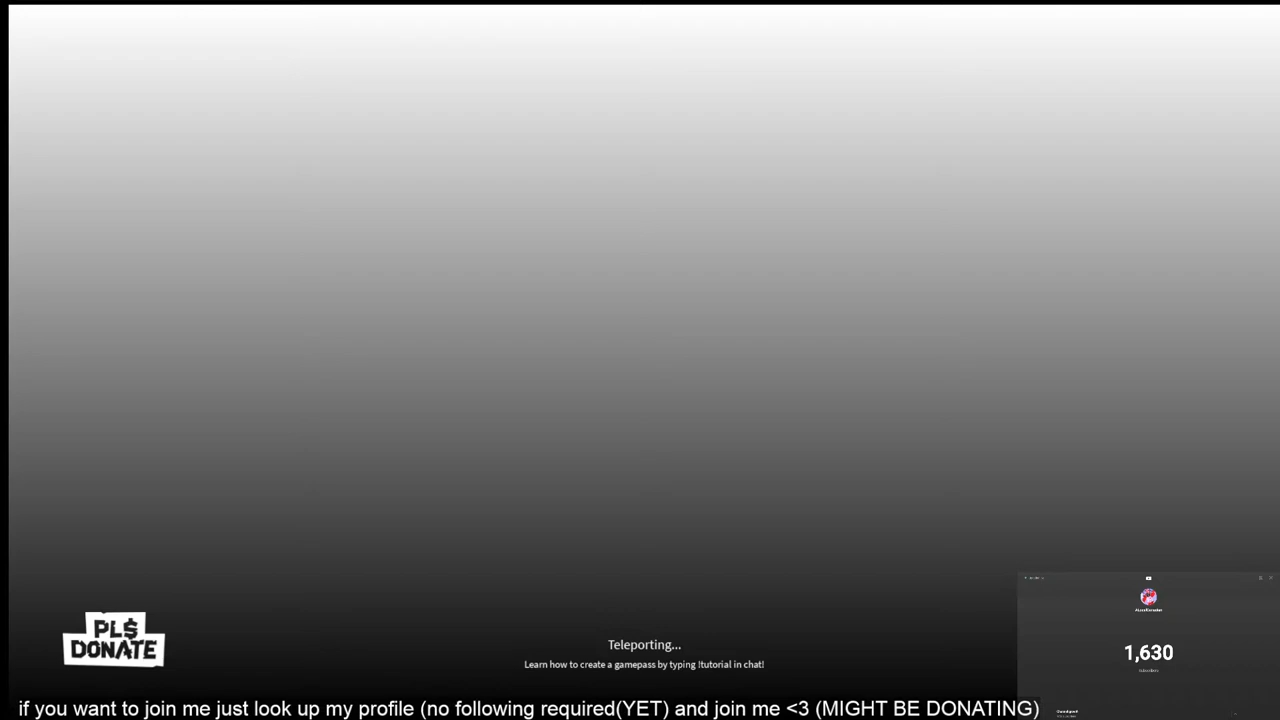 PL$
DONATE
Teleporting...
Learn how to create a gamepass by typing !tutorial in chat!
1,630
if you want to join me just look up my profile (no following required(YET) and join me <3 (MIGHT BE DONATING)